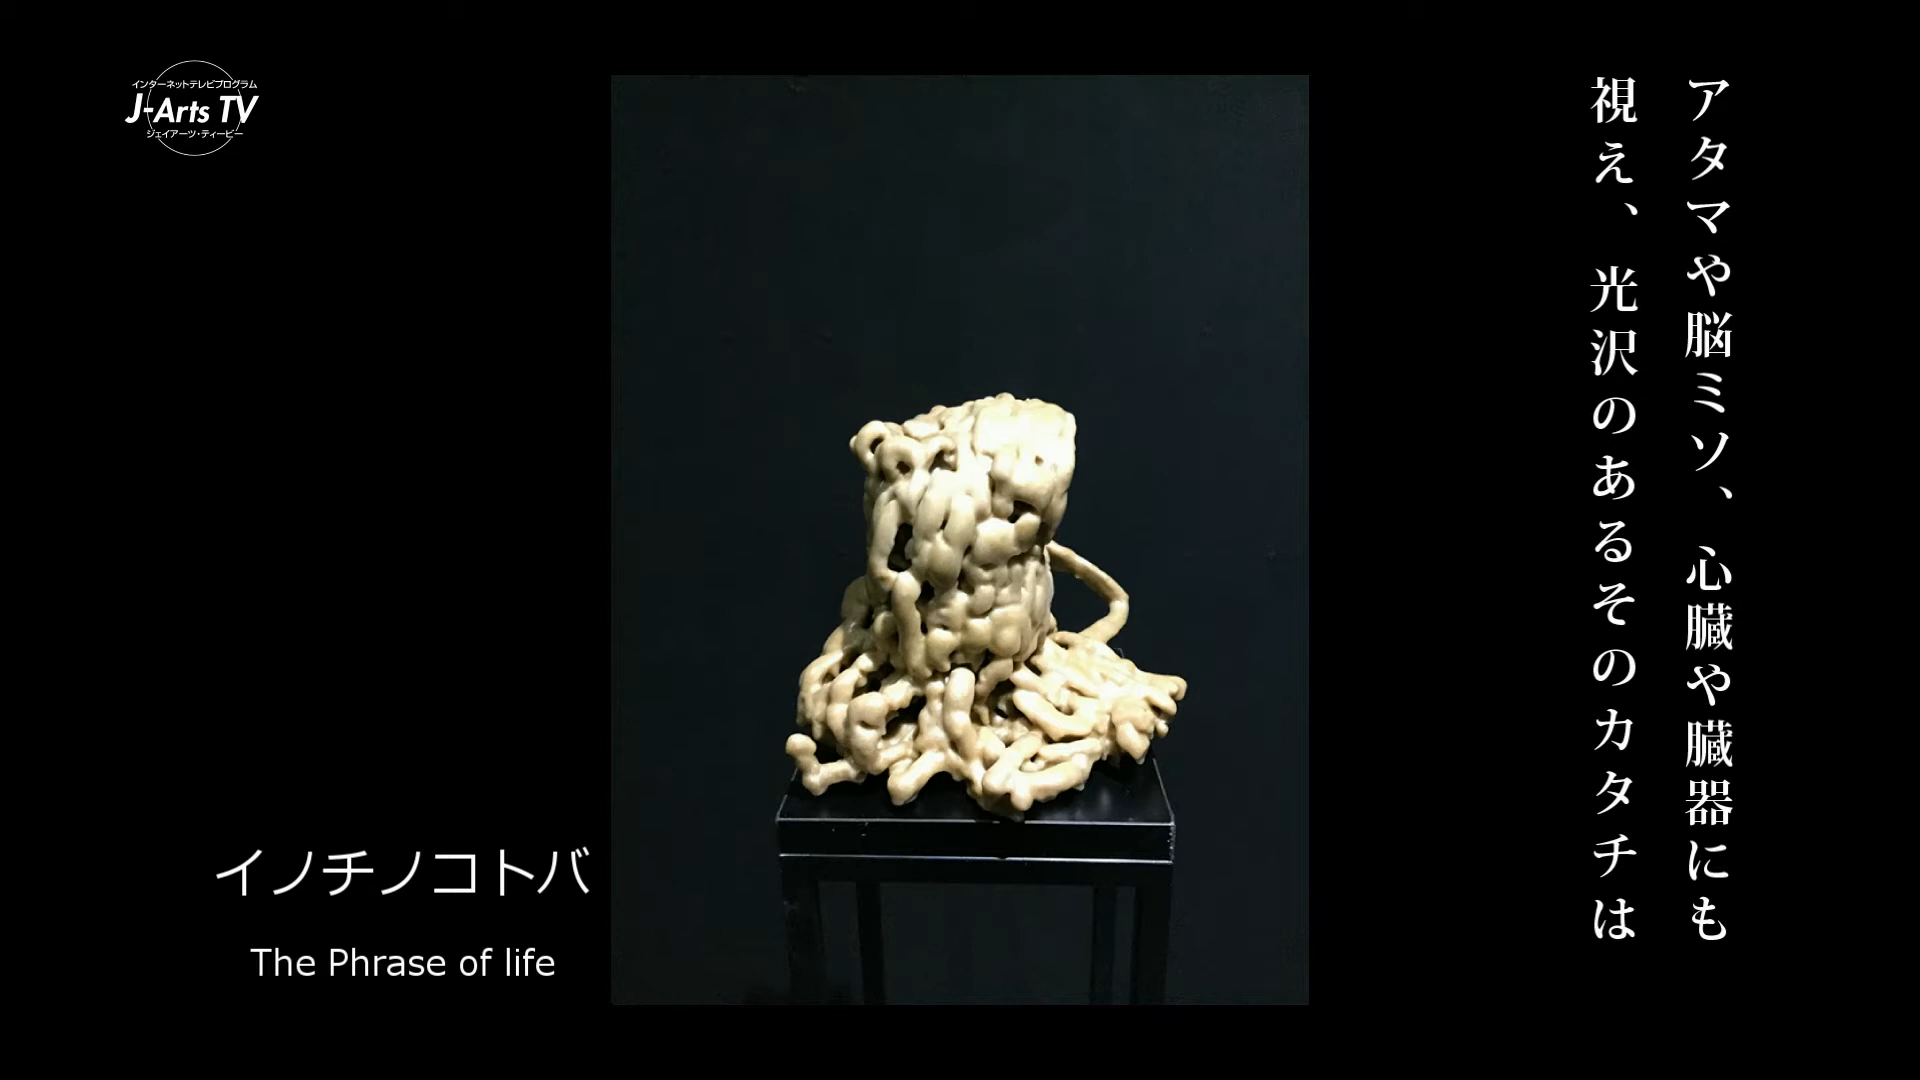 インターネットテレビプログラム
J-Arts TV
ジェイアーツ・ティービー
アタマや脳ミソ、心臓や臓器にも
視え、光沢のあるそのカタチは
イノチノコトバ
The Phrase of life